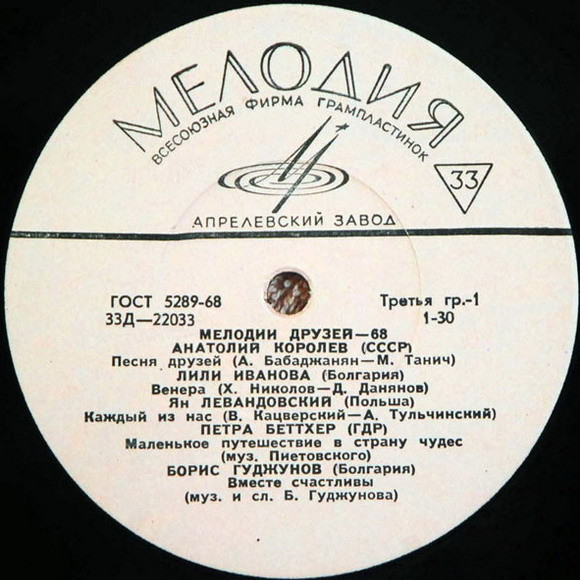 МЕЛОДИЯ
ВСЕСОЮЗНАЯ ФИРМА ГРАМПЛАСТИНОК
33
АПРЕЛЕВСКИЙ ЗАВОД
ГОСТ 5289-68 Третья гр.-1
33Д—22033 1-30
МЕЛОДИИ ДРУЗЕЙ—68
АНАТОЛИЙ КОРОЛЕВ (СССР)
Песня друзей (А. Бабаджанян—М. Танич)
ЛИЛИ ИВАНОВА (Болгария)
Венера (Х. Николов—Д. Данянов)
Ян ЛЕВАНДОВСКИЙ (Польша)
Каждый из нас (В. Кацверский—А. Тульчинский)
ПЕТРА БЕТТХЕР (ГДР)
Маленькое путешествие в страну чудес
(муз. Пиетовского)
БОРИС ГУДЖУНОВ (Болгария)
Вместе счастливы
(муз. и сл. Б. Гуджунова)